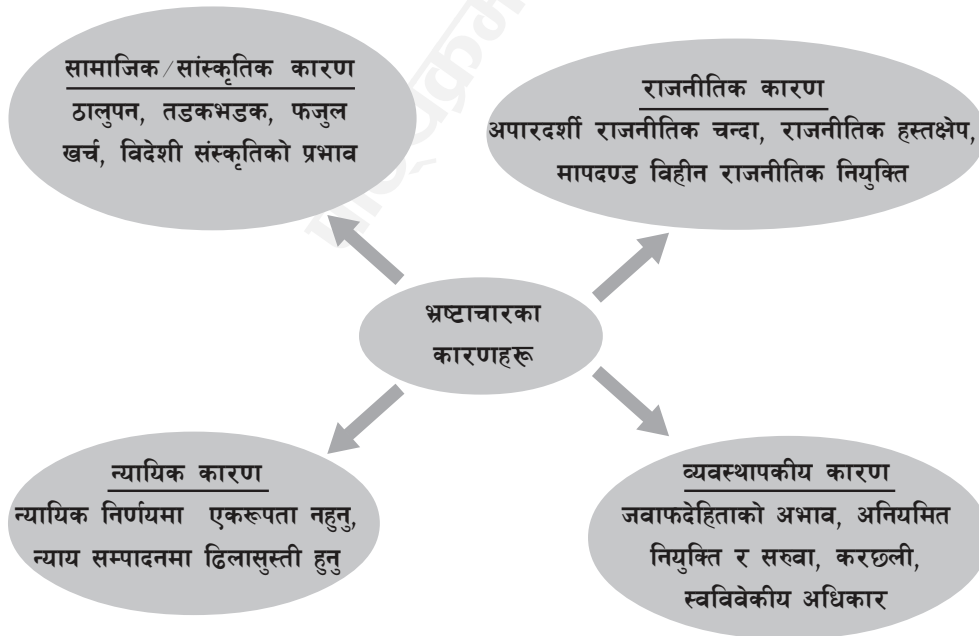 सामाजिक/सांस्कृतिक कारण
ठालुपन, तडकभडक, फजुल
खर्च, विदेशी संस्कृतिको प्रभाव
राजनीतिक कारण
अपारदर्शी राजनीतिक चन्दा, राजनीतिक हस्तक्षेप,
मापदण्ड विहीन राजनीतिक नियुक्ति
भ्रष्टाचारका
कारणहरू
न्यायिक कारण
न्यायिक निर्णयमा एकरूपता नहुनु,
न्याय सम्पादनमा ढिलासुस्ती हुनु
व्यवस्थापकीय कारण
जवाफदेहिताको अभाव, अनियमित
नियुक्ति र सरुवा, करछली,
स्वविवेकीय अधिकार